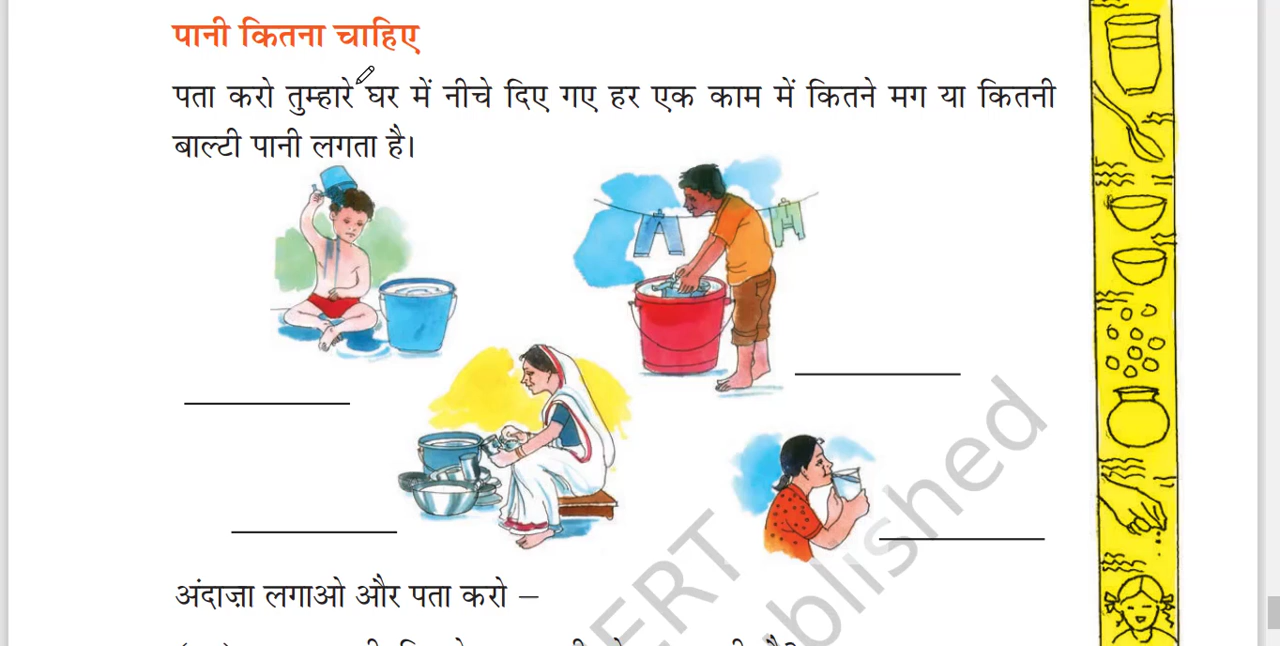 पानी कितना चाहिए
पता करो तुम्हारे घर में नीचे दिए गए हर एक काम में कितने मग या कितनी
बाल्टी पानी लगता है।
अंदाज़ा लगाओ और पता करो –